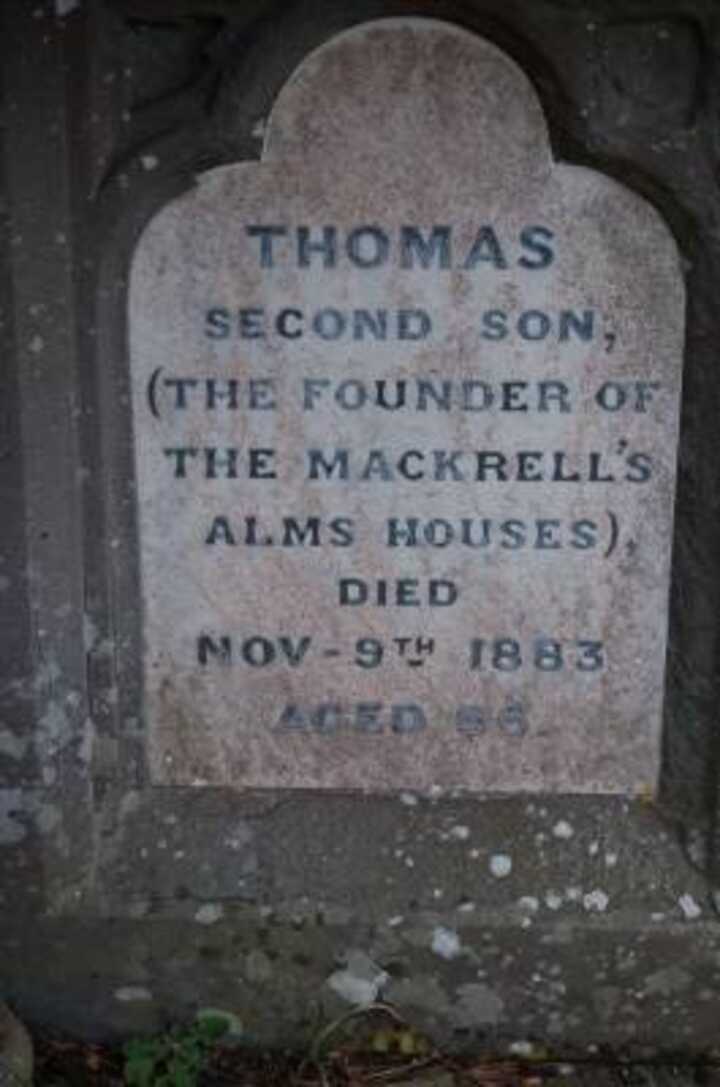 THOMAS
SECOND SON,
(THE FOUNDER OF
THE MACKRELL'S
ALMS HOUSES),
DIED
NOV - 9TH 1883
AGED